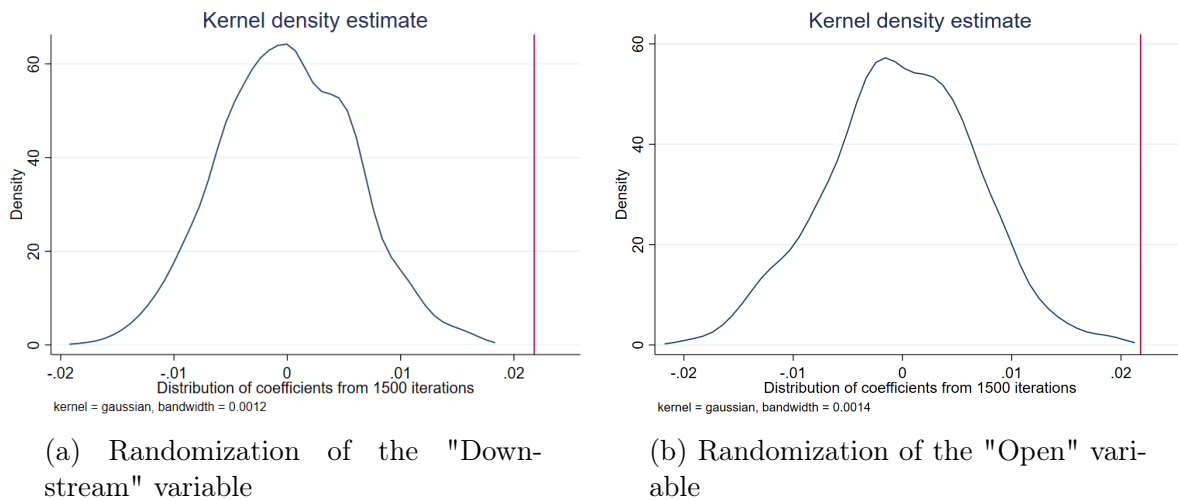 Kernel density estimate
Density
60
40
20
0
-.02 -.01 0 .01 .02
Distribution of coefficients from 1500 iterations
kernel = gaussian, bandwidth = 0.0012
(a) Randomization of the "Down-
stream" variable
Kernel density estimate
Density
60
40
20
0
-.02 -.01 0 .01 .02
Distribution of coefficients from 1500 iterations
kernel = gaussian, bandwidth = 0.0014
(b) Randomization of the "Open" vari-
able